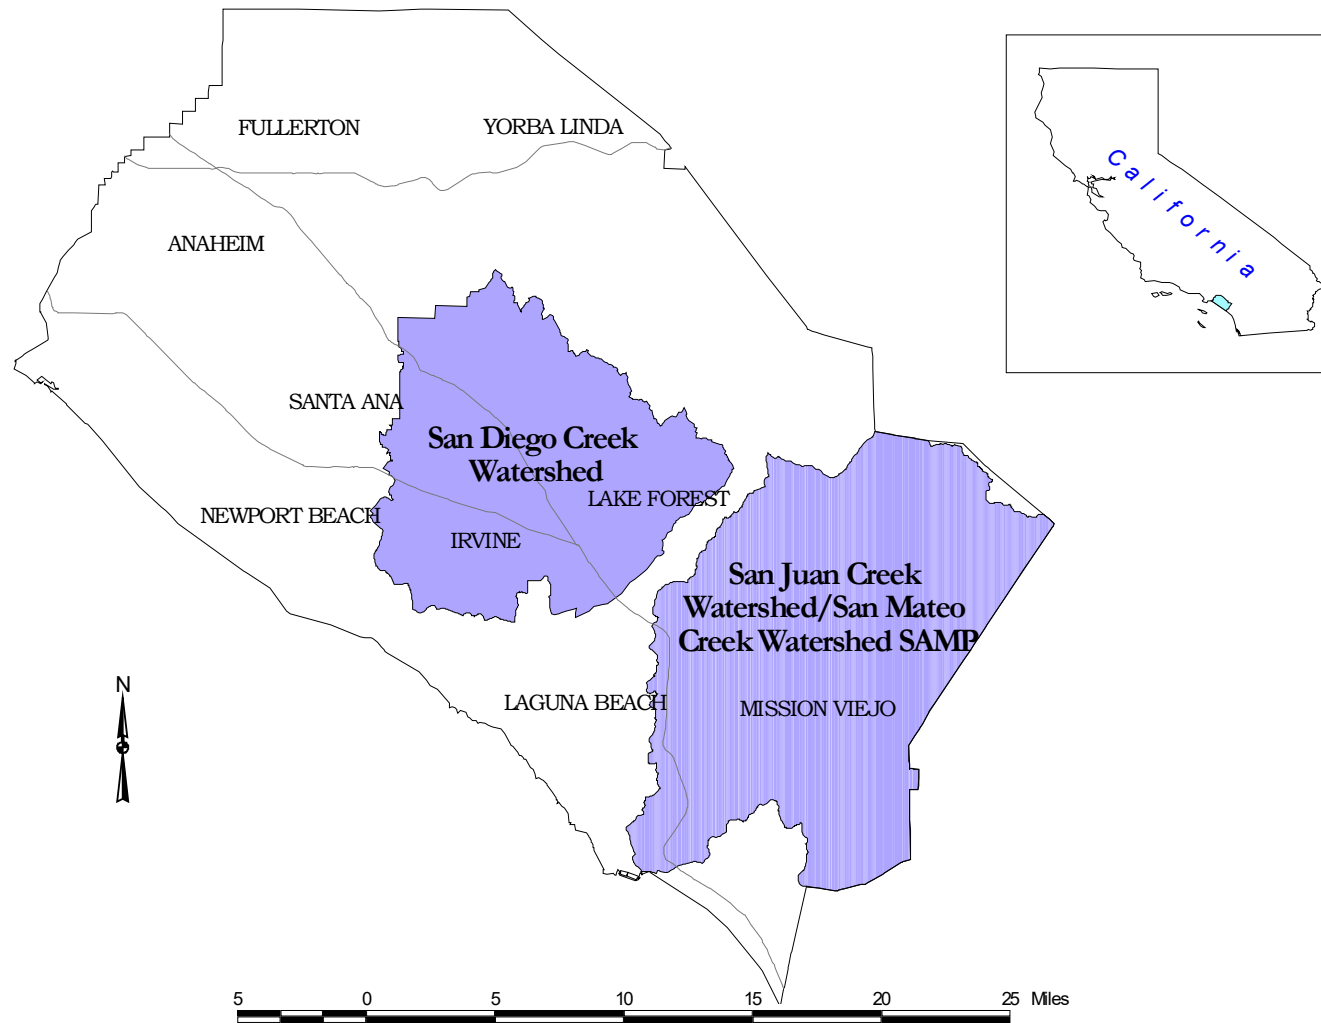 FULLERTON
YORBA LINDA
ANAHEIM
California
SANTA ANA
San Diego Creek
Watershed
LAKE FOREST
NEWPORT BEACH
IRVINE
San Juan Creek
Watershed/San Mateo
Creek Watershed SAMP
LAGUNA BEACH
MISSION VIEJO
N
5 0 5 10 15 20 25 Miles